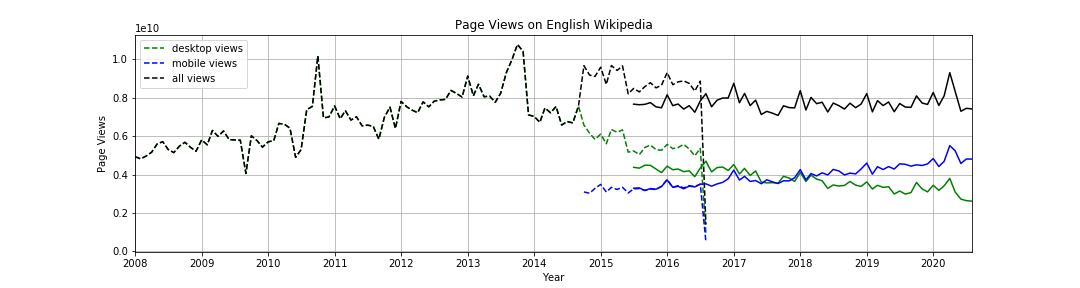 Page Views on English Wikipedia
1e10
desktop views
mobile views
all views
1.0
0.8
0.6
0.4
0.2
0.0
Page Views
2008 2009 2010 2011 2012 2013 2014 2015 2016 2017 2018 2019 2020
Year